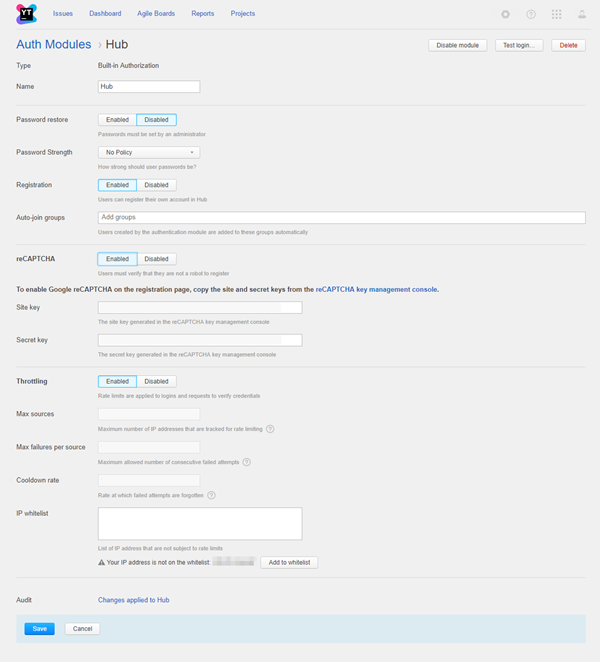 YT
Issues Dashboard Agile Boards Reports Projects
Auth Modules › Hub
Disable module Test login... Delete
Type Built-in Authorization
Name Hub
Password restore Enabled Disabled
Passwords must be set by an administrator
Password Strength No Policy
How strong should user passwords be?
Registration Enabled Disabled
Users can register their own account in Hub
Auto-join groups Add groups
Users created by the authentication module are added to these groups automatically
reCAPTCHA Enabled Disabled
Users must verify that they are not a robot to register
To enable Google reCAPTCHA on the registration page, copy the site and secret keys from the reCAPTCHA key management console.
Site key
The site key generated in the reCAPTCHA key management console
Secret key
The secret key generated in the reCAPTCHA key management console
Throttling Enabled Disabled
Rate limits are applied to logins and requests to verify credentials
Max sources
Maximum number of IP addresses that are tracked for rate limiting ?
Max failures per source
Maximum allowed number of consecutive failed attempts ?
Cooldown rate
Rate at which failed attempts are forgotten ?
IP whitelist
List of IP address that are not subject to rate limits
Your IP address is not on the whitelist: Add to whitelist
Audit Changes applied to Hub
Save Cancel